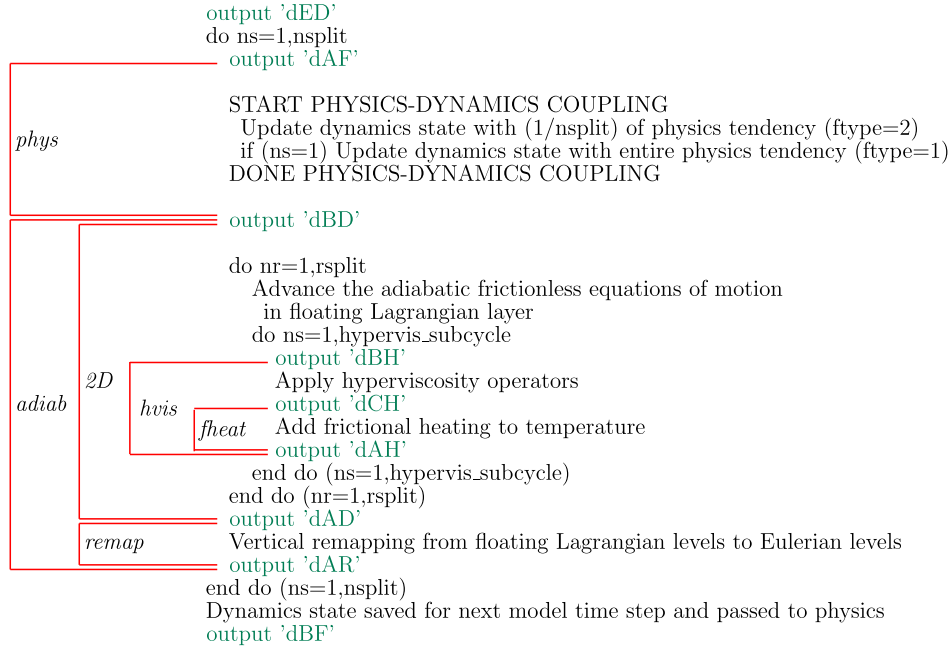 output 'dED'
do ns=1,nsplit
output 'dAF'
START PHYSICS-DYNAMICS COUPLING
Update dynamics state with (1/nsplit) of physics tendency (ftype=2)
phys
if (ns=1) Update dynamics state with entire physics tendency (ftype=1)
DONE PHYSICS-DYNAMICS COUPLING
output 'dBD'
do nr=1,rsplit
Advance the adiabatic frictionless equations of motion
in floating Lagrangian layer
do ns=1,hypervis_subcycle
output 'dBH'
2D
Apply hyperviscosity operators
adiab
hvis
output 'dCH'
fheat
Add frictional heating to temperature
output 'dAH'
end do (ns=1,hypervis_subcycle)
end do (nr=1,rsplit)
output 'dAD'
remap
Vertical remapping from floating Lagrangian levels to Eulerian levels
output 'dAR'
end do (ns=1,nsplit)
Dynamics state saved for next model time step and passed to physics
output 'dBF'